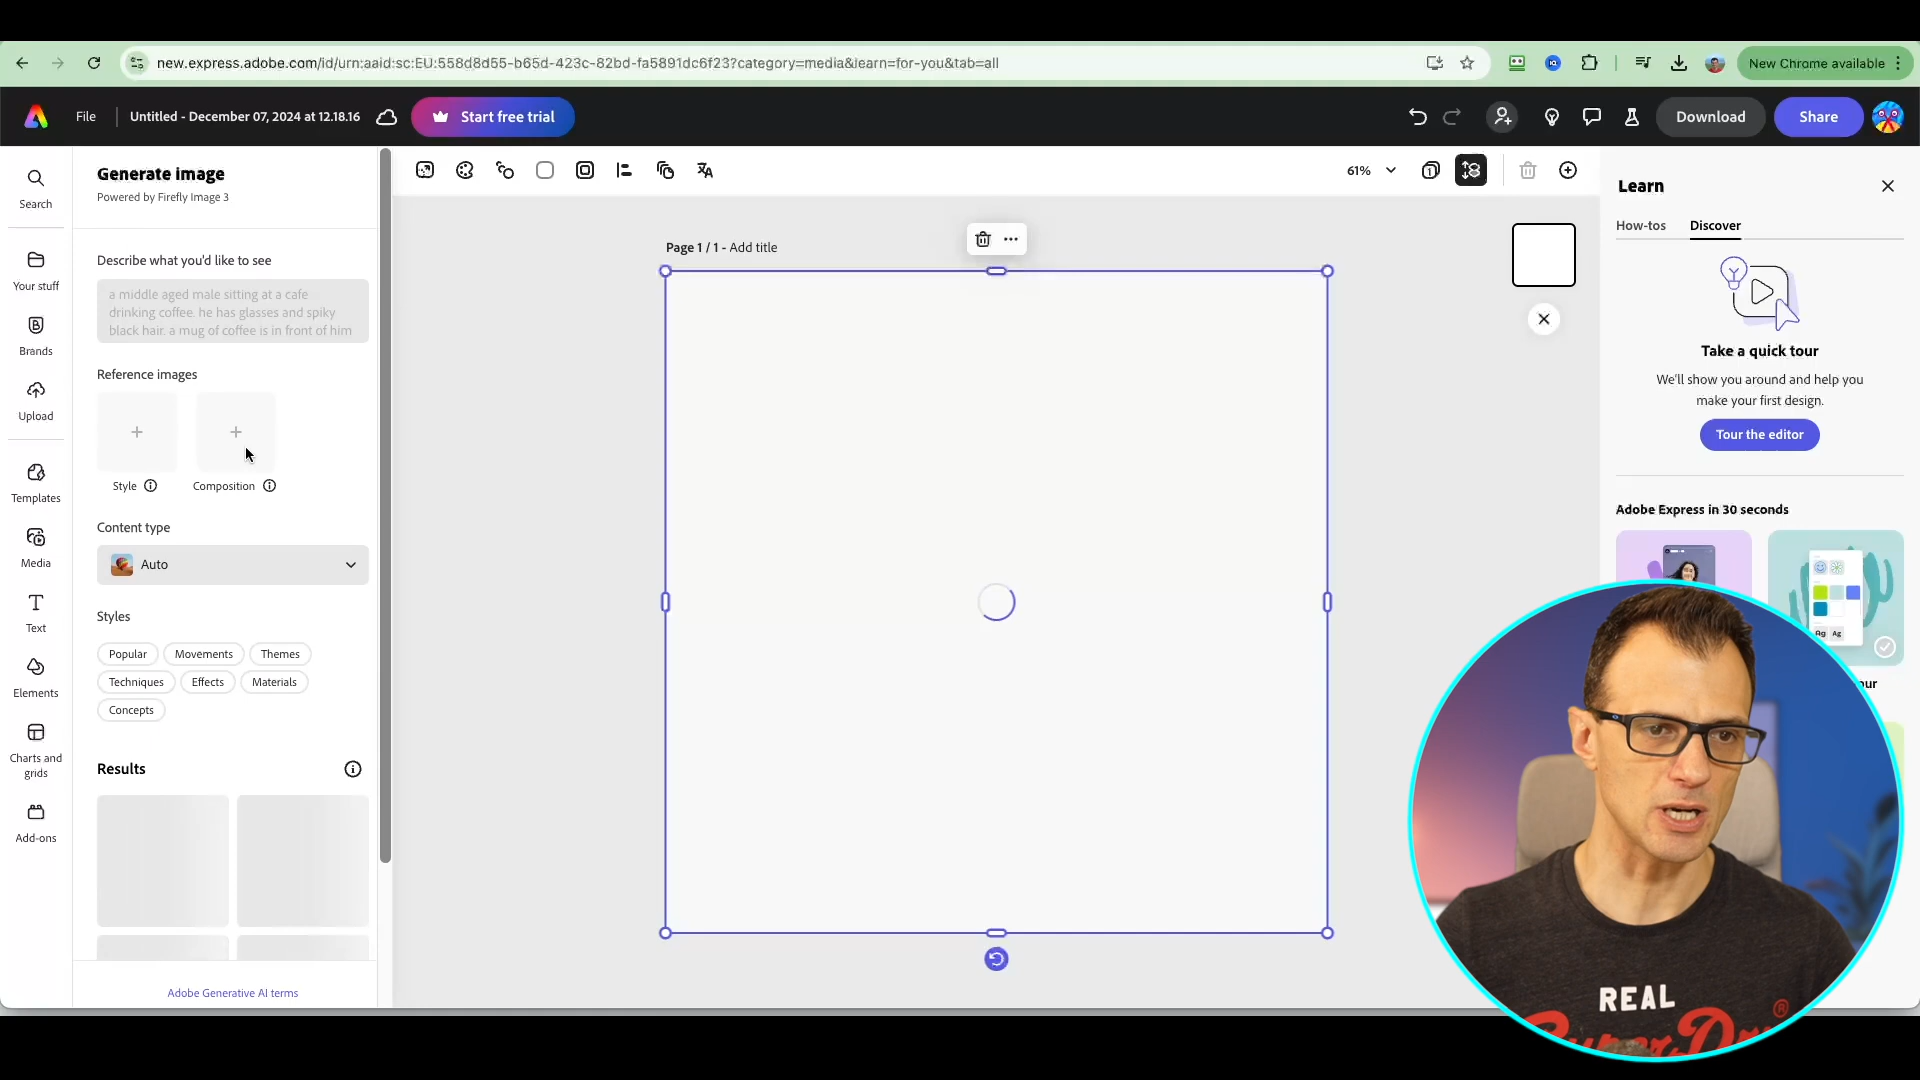 new.express.adobe.com/id/urn:aaid:sc:EU:558d8d55-b65d-423c-82bd-fa5891dc6f23?category=media&learn=for-you&tab=all
New Chrome available
File
Untitled - December 07, 2024 at 12.18.16
Start free trial
Download
Share
Search
Your stuff
Brands
Upload
Templates
Media
Text
Elements
Charts and
grids
Add-ons
Generate image
Powered by Firefly Image 3
Describe what you'd like to see
a middle aged male sitting at a cafe
drinking coffee. he has glasses and spiky
black hair. a mug of coffee is in front of him
Reference images
Style
Composition
Content type
Auto
Styles
Popular
Movements
Themes
Techniques
Effects
Materials
Concepts
Results
Adobe Generative AI terms
61%
1
Page 1 / 1 - Add title
Learn
How-tos
Discover
Take a quick tour
We'll show you around and help you
make your first design.
Tour the editor
Adobe Express in 30 seconds
Ag Ag
REAL